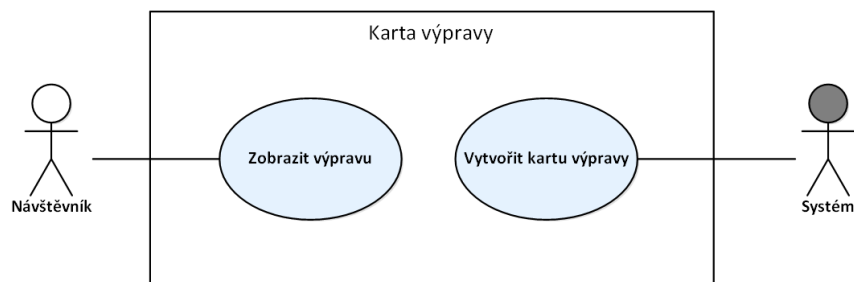 Karta výpravy
Zobrazit výpravu
Vytvořit kartu výpravy
Návštěvník
Systém